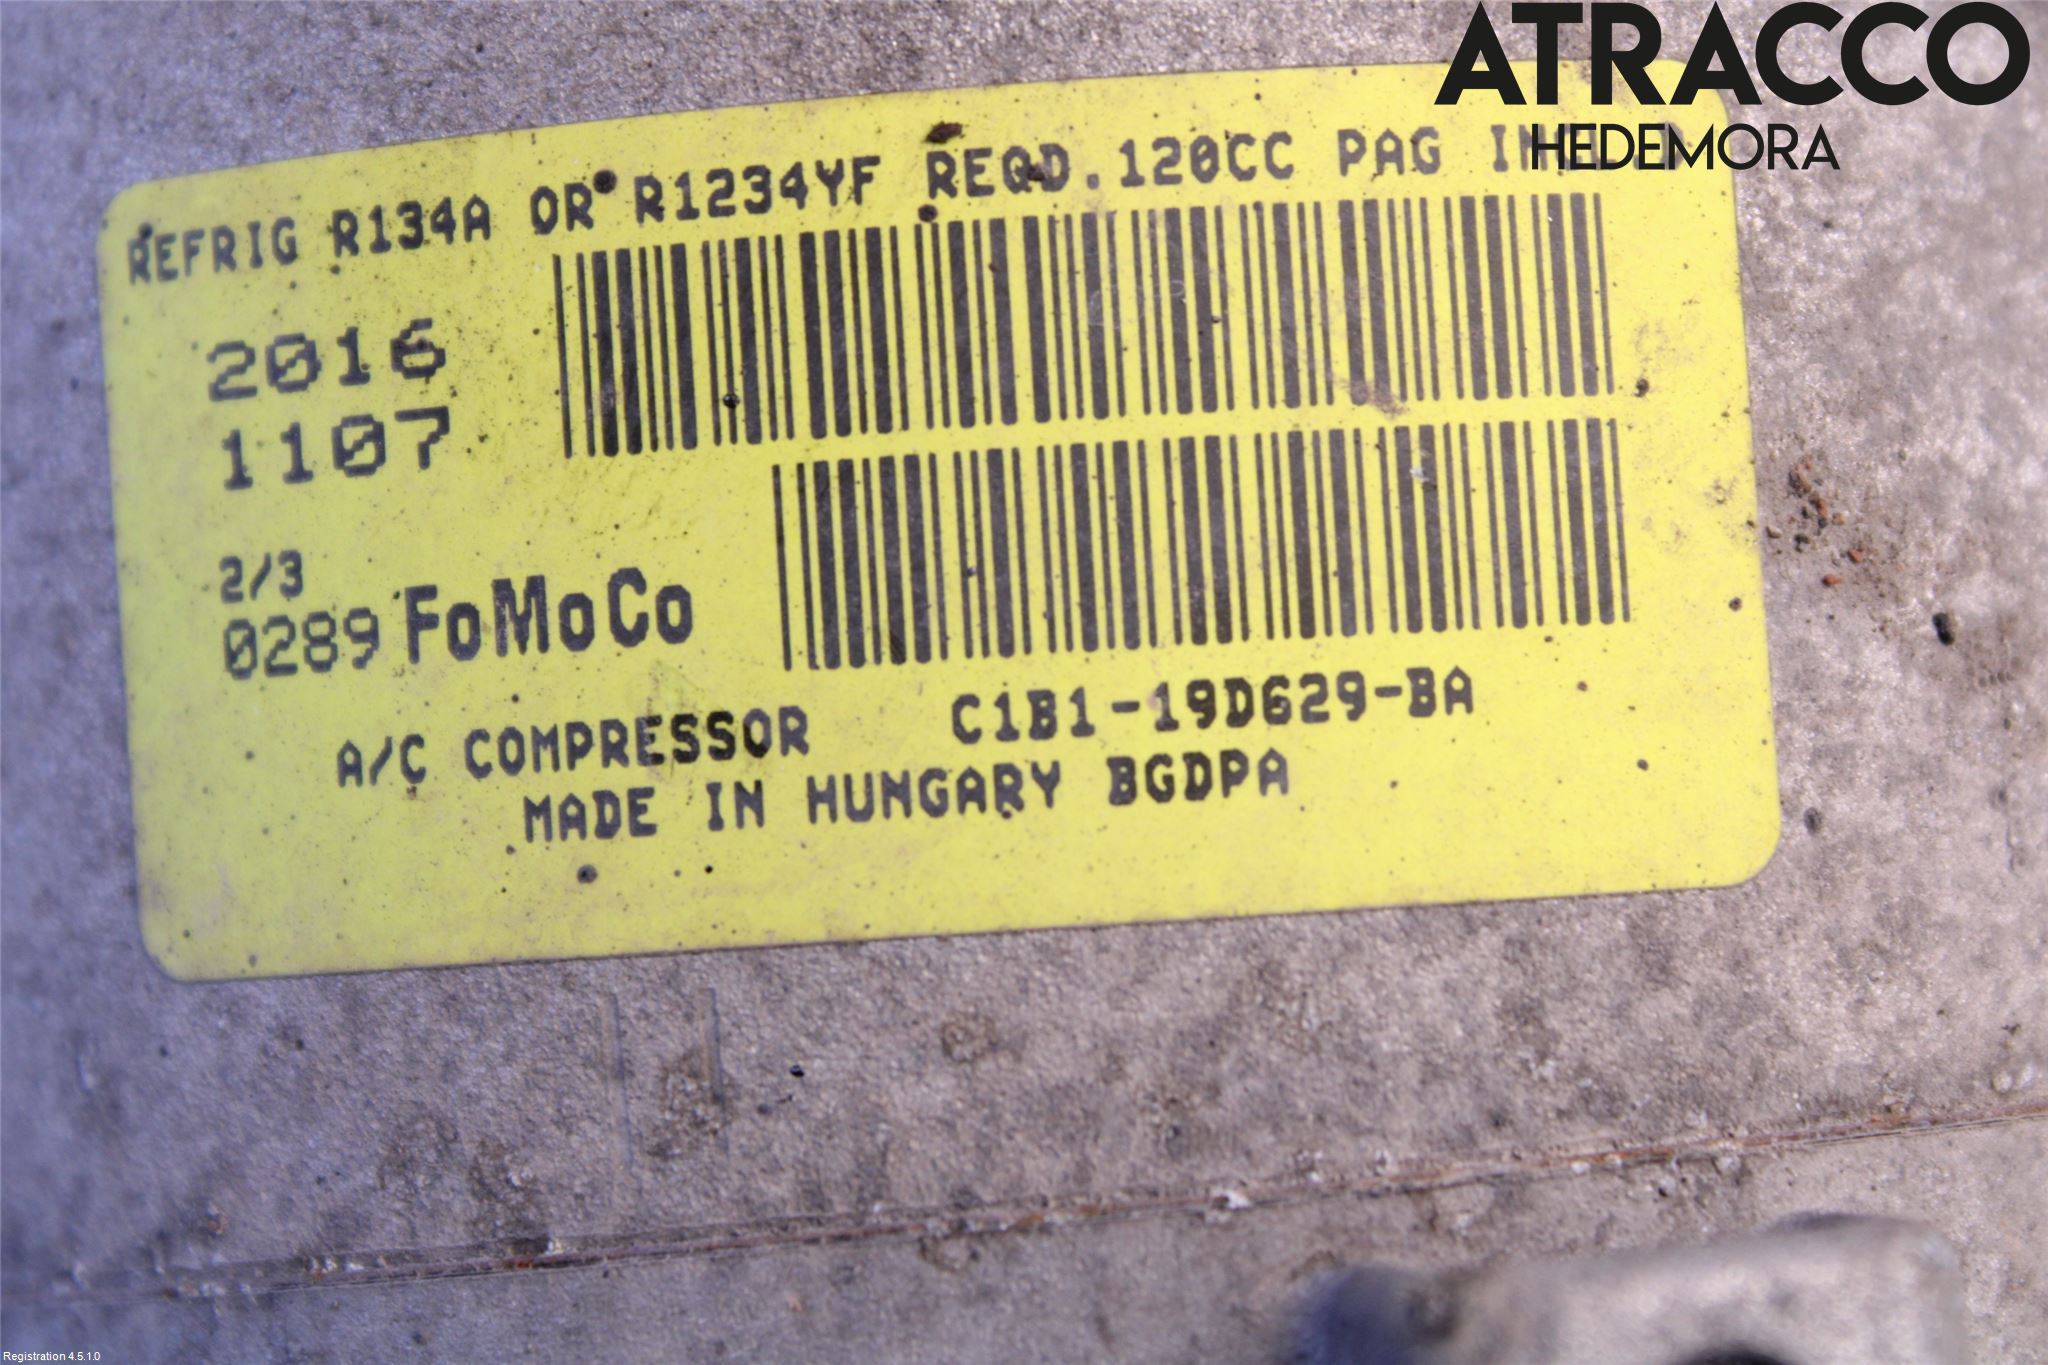 ATRACCO
HEDEMORA
REFRIG R134A OR R1234YF REQD.120CC PAG
2016
1107
2/3
0289 FoMoCo
A/C COMPRESSOR C1B1-19D629-BA
MADE IN HUNGARY BGDPA
Registration 4.5.1.0